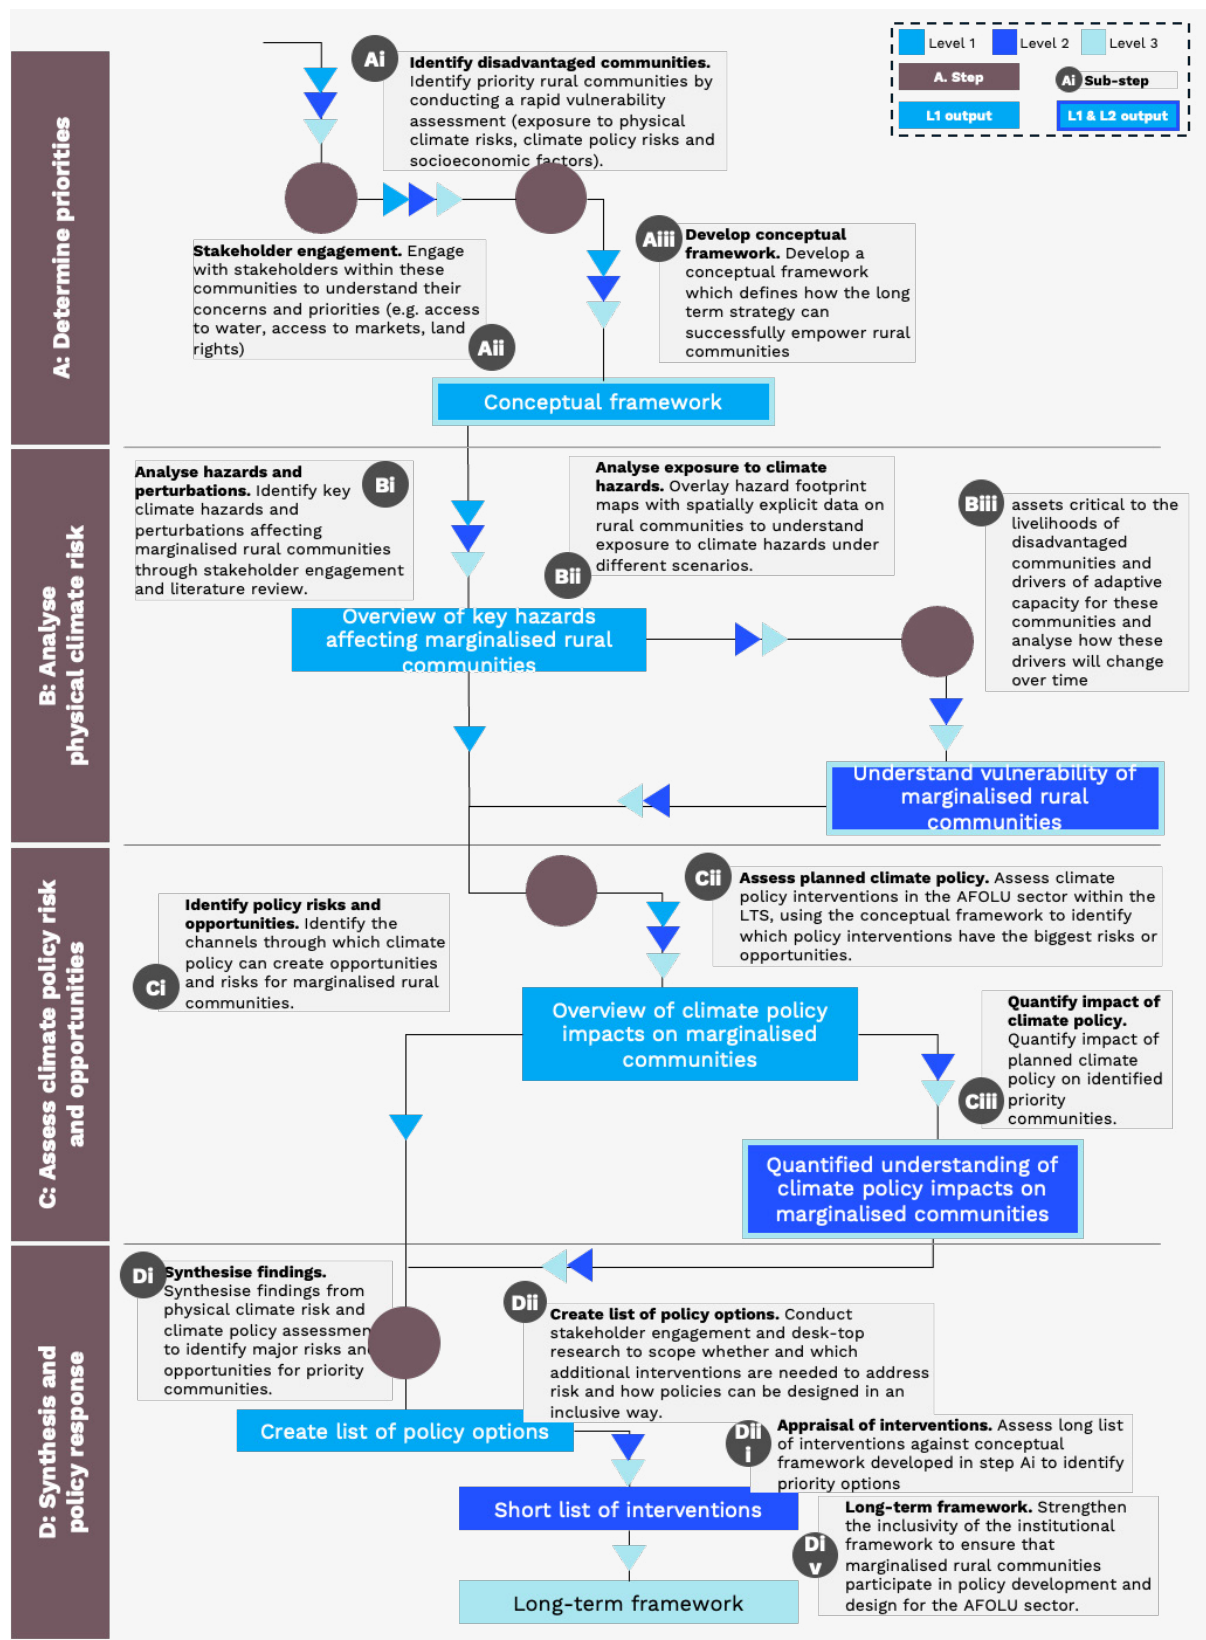 Level 1
Level 2
Level 3
A. Step
Ai
Sub-step
L1 output
L1 & L2 output
A: Determine priorities
Ai
Identify disadvantaged communities.
Identify priority rural communities by
conducting a rapid vulnerability
assessment (exposure to physical
climate risks, climate policy risks and
socioeconomic factors).
Stakeholder engagement. Engage
with stakeholders within these
communities to understand their
concerns and priorities (e.g. access
to water, access to markets, land
rights)
Aii
Aiii
Develop conceptual
framework. Develop a
conceptual framework
which defines how the long
term strategy can
successfully empower rural
communities
Conceptual framework
B: Analyse
physical climate risk
Analyse hazards and
perturbations. Identify key
climate hazards and
perturbations affecting
marginalised rural communities
through stakeholder engagement
and literature review.
Bi
Analyse exposure to climate
hazards. Overlay hazard footprint
maps with spatially explicit data on
rural communities to understand
exposure to climate hazards under
different scenarios.
Bii
Biii
assets critical to the
livelihoods of
disadvantaged
communities and
drivers of adaptive
capacity for these
communities and
analyse how these
drivers will change
over time
Overview of key hazards
affecting marginalised rural
communities
Understand vulnerability of
marginalised rural
communities
C: Assess climate policy risk
and opportunities
Identify policy risks and
opportunities. Identify the
channels through which climate
policy can create opportunities
and risks for marginalised rural
communities.
Ci
Cii
Assess planned climate policy. Assess climate
policy interventions in the AFOLU sector within the
LTS, using the conceptual framework to identify
which policy interventions have the biggest risks or
opportunities.
Overview of climate policy
impacts on marginalised
communities
Quantify impact of
climate policy.
Quantify impact of
planned climate
policy on identified
priority
communities.
Ciii
Quantified understanding of
climate policy impacts on
marginalised communities
D: Synthesis and
policy response
Di
Synthesise findings.
Synthesise findings from
physical climate risk and
climate policy assessmen
to identify major risks an
opportunities for priority
communities.
Dii
Create list of policy options. Conduct
stakeholder engagement and desk-top
research to scope whether and which
additional interventions are needed to address
risk and how policies can be designed in an
inclusive way.
Create list of policy options
Dii
i
Appraisal of interventions. Assess long list
of interventions against conceptual
framework developed in step Ai to identify
priority options
Short list of interventions
Di
v
Long-term framework. Strengthen
the inclusivity of the institutional
framework to ensure that
marginalised rural communities
participate in policy development and
design for the AFOLU sector.
Long-term framework